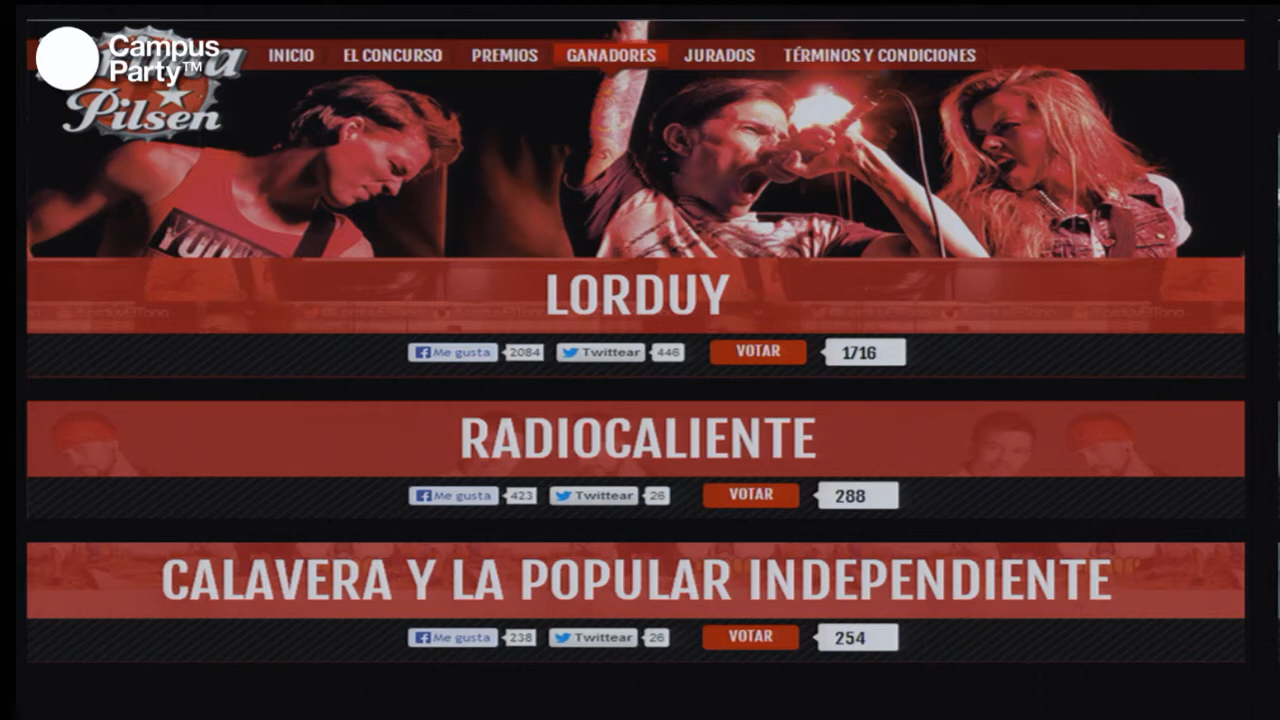 Campus
Party™
Pilsen
INICIO EL CONCURSO PREMIOS GANADORES JURADOS TÉRMINOS Y CONDICIONES
LORDUY
Me gusta 2084 Twittear 446 VOTAR 1716
RADIOCALIENTE
Me gusta 423 Twittear 26 VOTAR 288
CALAVERA Y LA POPULAR INDEPENDIENTE
Me gusta 238 Twittear 26 VOTAR 254